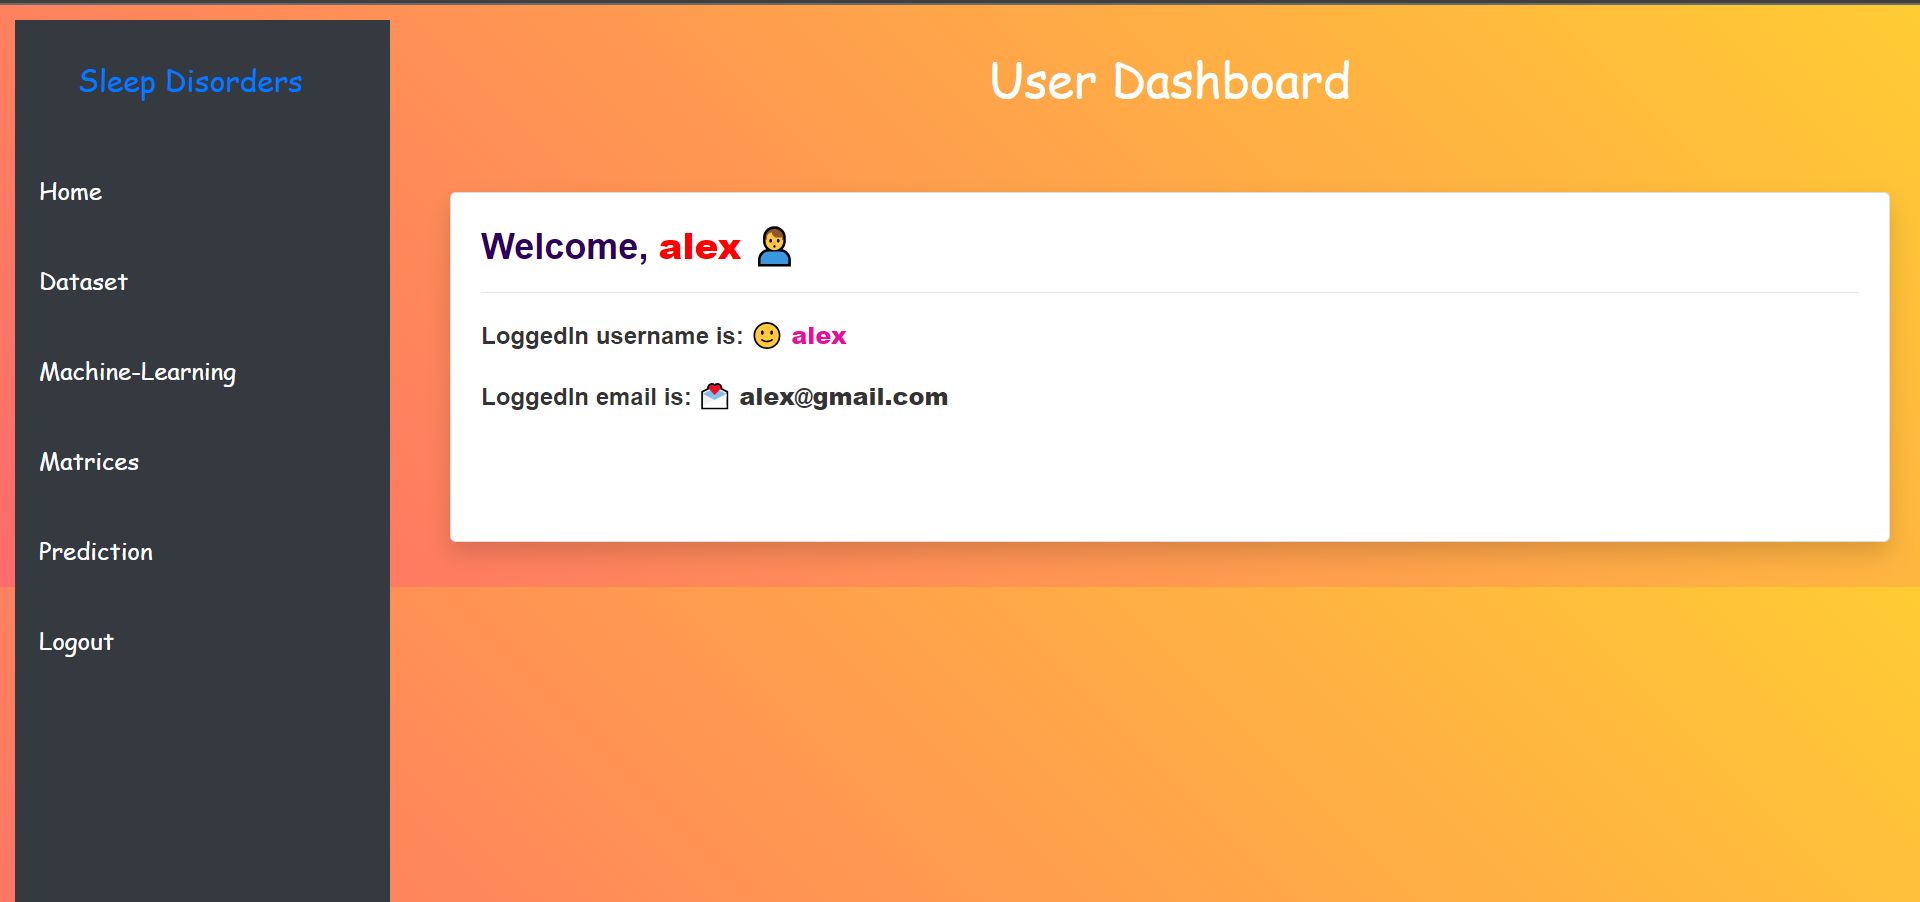 Sleep Disorders
Home
Dataset
Machine-Learning
Matrices
Prediction
Logout
User Dashboard
Welcome, alex
LoggedIn username is: alex
LoggedIn email is: alex@gmail.com